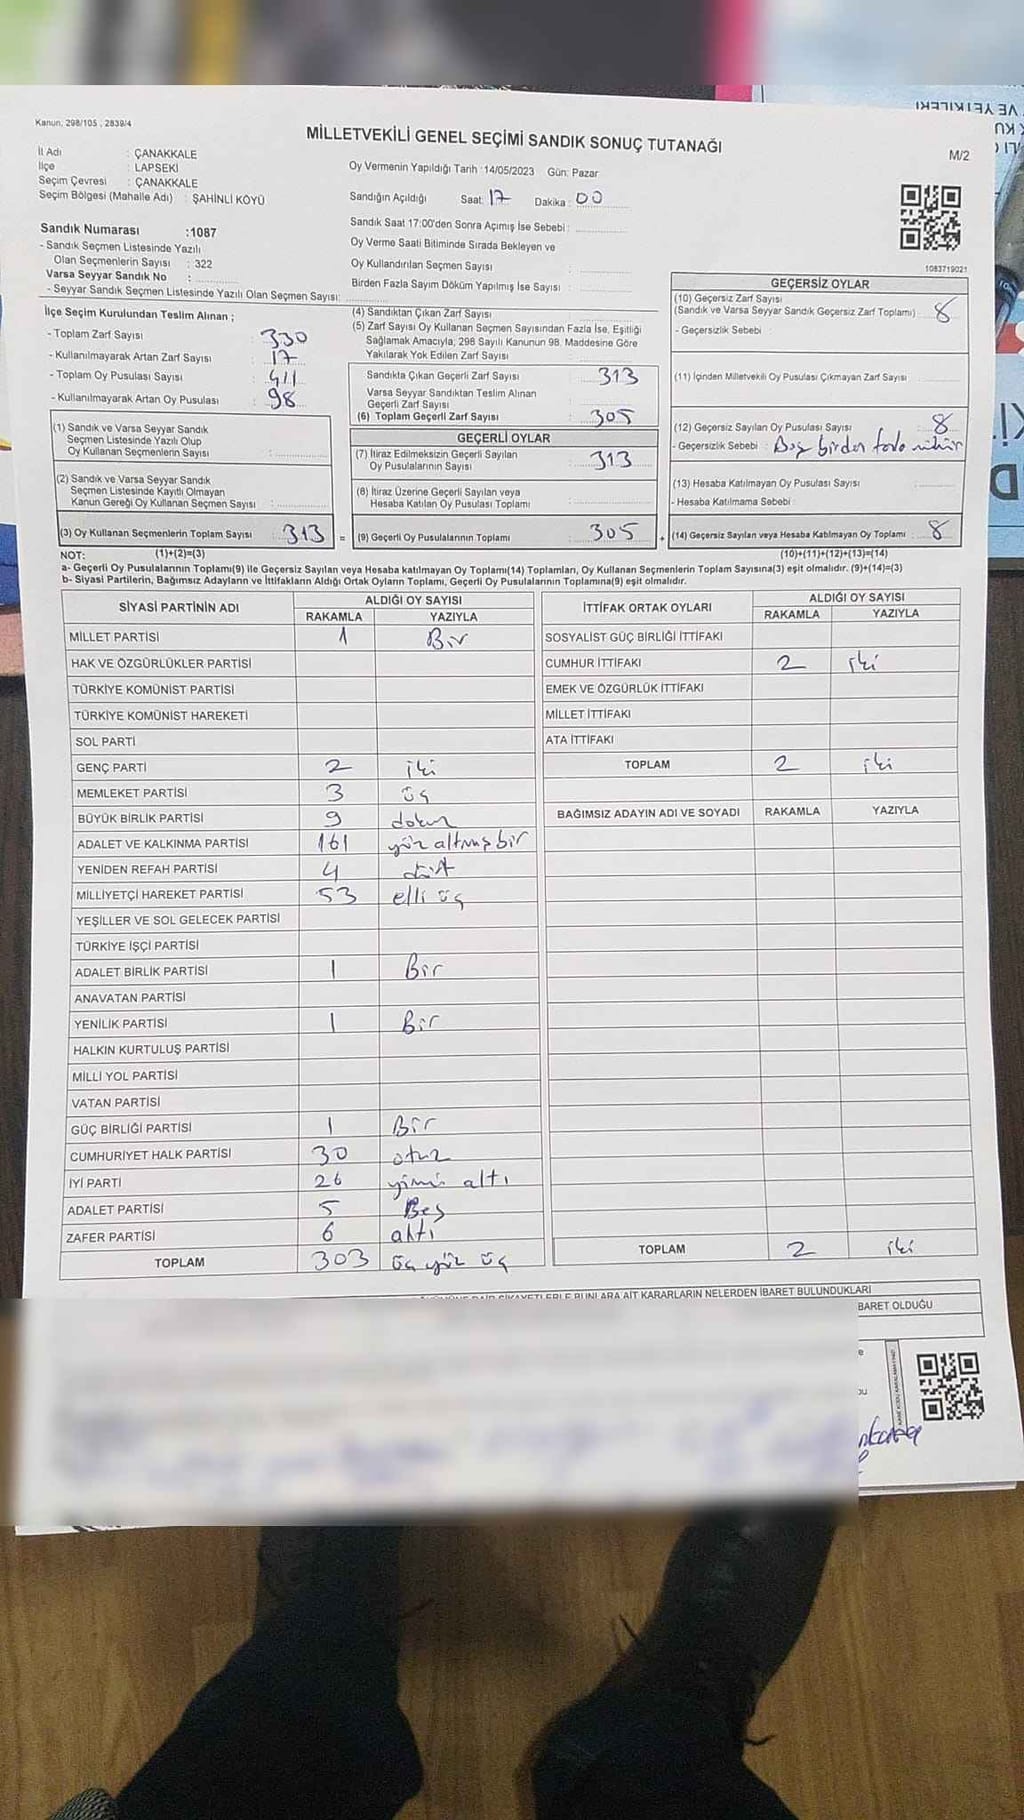 Kanun, 298/105 , 2839/4
MİLLETVEKİLİ GENEL SEÇİMİ SANDIK SONUÇ TUTANAĞI
M/2
İl Adı : ÇANAKKALE
İlçe : LAPSEKİ
Seçim Çevresi : ÇANAKKALE
Seçim Bölgesi (Mahalle Adı) : ŞAHİNLİ KÖYÜ
Sandık Numarası :1087
- Sandık Seçmen Listesinde Yazılı
Olan Seçmenlerin Sayısı : 322
Varsa Seyyar Sandık No :
- Seyyar Sandık Seçmen Listesinde Yazılı Olan Seçmen Sayısı:
Oy Vermenin Yapıldığı Tarih :14/05/2023 Gün: Pazar
Sandığın Açıldığı Saat: 17 Dakika : 00
Sandık Saat 17:00'den Sonra Açımış İse Sebebi :
Oy Verme Saati Bitiminde Sırada Bekleyen ve
Oy Kullandırılan Seçmen Sayısı :
Birden Fazla Sayım Döküm Yapılmış İse Sayısı :
1083719021
İlçe Seçim Kurulundan Teslim Alınan ;
- Toplam Zarf Sayısı : 330
- Kullanılmayarak Artan Zarf Sayısı : 17
- Toplam Oy Pusulası Sayısı : 411
- Kullanılmayarak Artan Oy Pusulası : 98
(1) Sandık ve Varsa Seyyar Sandık
Seçmen Listesinde Yazılı Olup
Oy Kullanan Seçmenlerin Sayısı :
(2) Sandık ve Varsa Seyyar Sandık
Seçmen Listesinde Kayıtlı Olmayan
Kanun Gereği Oy Kullanan Seçmen Sayısı :
(3) Oy Kullanan Seçmenlerin Toplam Sayısı : 313 =
(4) Sandıktan Çıkan Zarf Sayısı :
(5) Zarf Sayısı Oy Kullanan Seçmen Sayısından Fazla İse, Eşitliği
Sağlamak Amacıyla; 298 Sayılı Kanunun 98. Maddesine Göre
Yakılarak Yok Edilen Zarf Sayısı :
Sandıkta Çıkan Geçerli Zarf Sayısı : 313
Varsa Seyyar Sandıktan Teslim Alınan
Geçerli Zarf Sayısı :
(6) Toplam Geçerli Zarf Sayısı : 305
GEÇERLİ OYLAR
(7) İtiraz Edilmeksizin Geçerli Sayılan
Oy Pusulalarının Sayısı : 313
(8) İtiraz Üzerine Geçerli Sayılan veya
Hesaba Katılan Oy Pusulası Toplamı :
(9) Geçerli Oy Pusulalarının Toplamı : 305 +
GEÇERSİZ OYLAR
(10) Geçersiz Zarf Sayısı
(Sandık ve Varsa Seyyar Sandık Geçersiz Zarf Toplamı) : 8
- Geçersizlik Sebebi :
(11) İçinden Milletvekili Oy Pusulası Çıkmayan Zarf Sayısı :
(12) Geçersiz Sayılan Oy Pusulası Sayısı : 8
- Geçersizlik Sebebi : Boş birden fazla mühür
(13) Hesaba Katılmayan Oy Pusulası Sayısı :
- Hesaba Katılmama Sebebi :
(14) Geçersiz Sayılan veya Hesaba Katılmayan Oy Toplamı : 8
NOT: (1)+(2)=(3) (10)+(11)+(12)+(13)=(14)
a- Geçerli Oy Pusulalarının Toplamı(9) ile Geçersiz Sayılan veya Hesaba katılmayan Oy Toplamı(14) Toplamları, Oy Kullanan Seçmenlerin Toplam Sayısına(3) eşit olmalıdır. (9)+(14)=(3)
b- Siyasi Partilerin, Bağımsız Adayların ve İttifakların Aldığı Ortak Oyların Toplamı, Geçerli Oy Pusulalarının Toplamına(9) eşit olmalıdır.
SİYASİ PARTİNİN ADI ALDIĞI OY SAYISI
RAKAMLA YAZIYLA
MİLLET PARTİSİ 1 Bir
HAK VE ÖZGÜRLÜKLER PARTİSİ
TÜRKİYE KOMÜNİST PARTİSİ
TÜRKİYE KOMÜNİST HAREKETİ
SOL PARTİ
GENÇ PARTİ 2 iki
MEMLEKET PARTİSİ 3 üç
BÜYÜK BİRLİK PARTİSİ 9 dokuz
ADALET VE KALKINMA PARTİSİ 161 yüz altmış bir
YENİDEN REFAH PARTİSİ 4 dört
MİLLİYETÇİ HAREKET PARTİSİ 53 elli üç
YEŞİLLER VE SOL GELECEK PARTİSİ
TÜRKİYE İŞÇİ PARTİSİ
ADALET BİRLİK PARTİSİ 1 Bir
ANAVATAN PARTİSİ
YENİLİK PARTİSİ 1 Bir
HALKIN KURTULUŞ PARTİSİ
MİLLİ YOL PARTİSİ
VATAN PARTİSİ
GÜÇ BİRLİĞİ PARTİSİ 1 Bir
CUMHURİYET HALK PARTİSİ 30 otuz
İYİ PARTİ 26 yirmi altı
ADALET PARTİSİ 5 Beş
ZAFER PARTİSİ 6 altı
TOPLAM 303 üç yüz üç
İTTİFAK ORTAK OYLARI ALDIĞI OY SAYISI
RAKAMLA YAZIYLA
SOSYALİST GÜÇ BİRLİĞİ İTTİFAKI
CUMHUR İTTİFAKI 2 iki
EMEK VE ÖZGÜRLÜK İTTİFAKI
MİLLET İTTİFAKI
ATA İTTİFAKI
TOPLAM 2 iki
BAĞIMSIZ ADAYIN ADI VE SOYADI RAKAMLA YAZIYLA
TOPLAM 2 iki
ŞİKAYETLERLE BUNLARA AİT KARARLARIN NELERDEN İBARET BULUNDUKLARI
BARET OLDUĞU